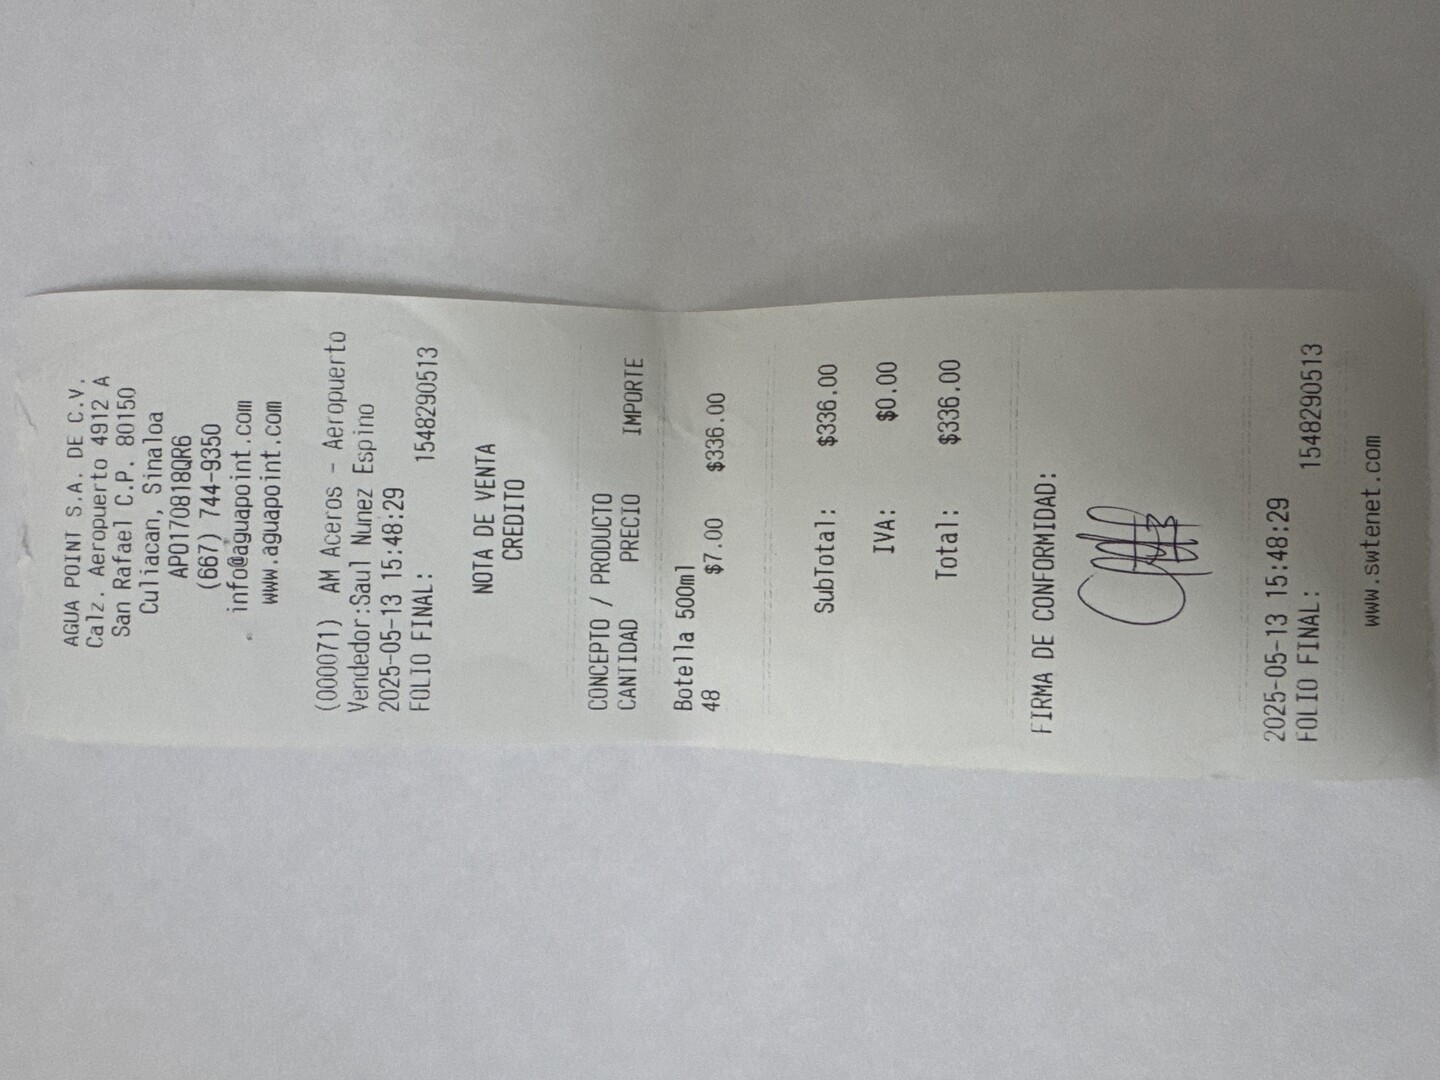 AGUA POINT S.A. DE C.V.
Calz. Aeropuerto 4912 A
San Rafael C.P. 80150
Culiacan, Sinaloa
APO170818QR6
(667) 744-9350
info@aguapoint.com
www.aguapoint.com
(000071) AM Aceros - Aeropuerto
Vendedor:Saul Nunez Espino
2025-05-13 15:48:29
FOLIO FINAL: 1548290513
NOTA DE VENTA
CREDITO
CONCEPTO / PRODUCTO
CANTIDAD PRECIO IMPORTE
Botella 500ml
48 $7.00 $336.00
SubTotal: $336.00
IVA: $0.00
Total: $336.00
FIRMA DE CONFORMIDAD:
2025-05-13 15:48:29
FOLIO FINAL: 1548290513
www.swtenet.com